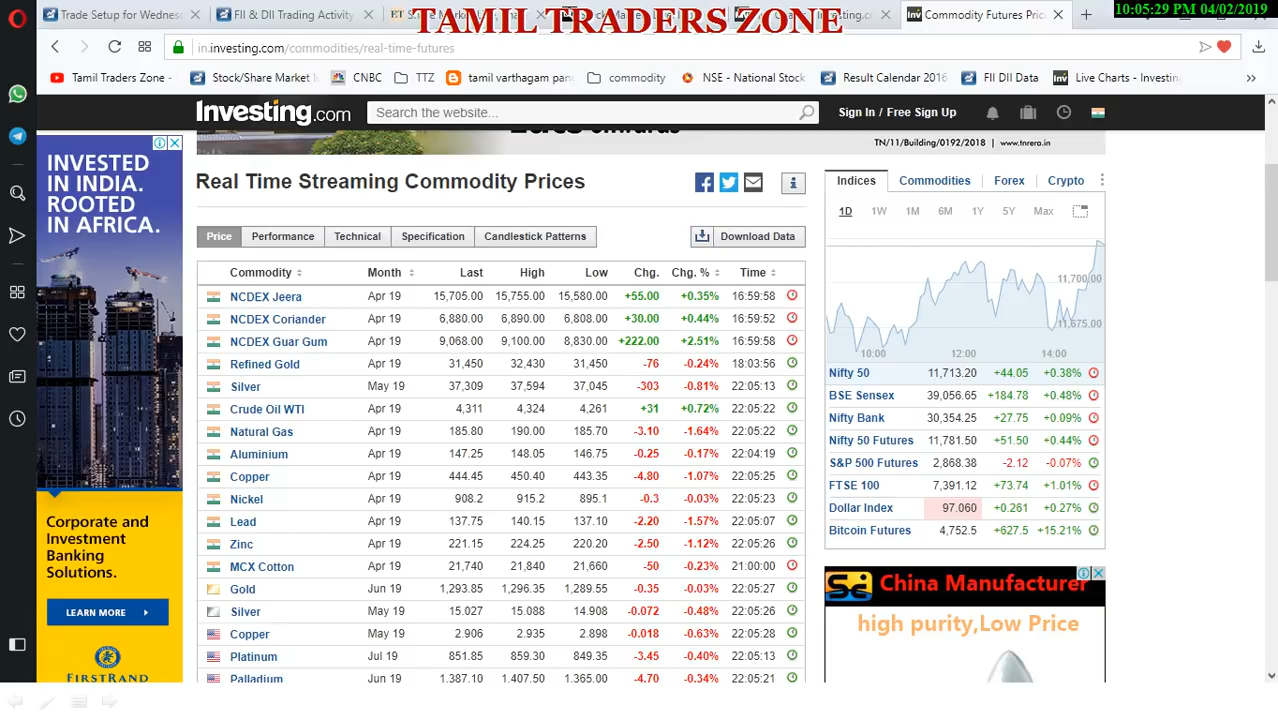 Trade Setup for Wednes
FII & DII Trading Activity
Commodity Futures Pric
TAMIL TRADERS ZONE
10:05:29 PM 04/02/2019
in.investing.com/commodities/real-time-futures
Tamil Traders Zone -
Stock/Share Market I
CNBC
TTZ
tamil varthagam pan
commodity
NSE - National Stock
Result Calendar 2016
FII DII Data
Live Charts - Investin
Investing.com
Search the website...
Sign In / Free Sign Up
TN/11/Building/0192/2018 | www.tnrera.in
INVESTED
IN INDIA.
ROOTED
IN AFRICA.
Corporate and
Investment
Banking
Solutions.
LEARN MORE
FIRSTRAND
Real Time Streaming Commodity Prices
Price Performance Technical Specification Candlestick Patterns Download Data
Commodity Month Last High Low Chg. Chg. % Time
NCDEX Jeera Apr 19 15,705.00 15,755.00 15,580.00 +55.00 +0.35% 16:59:58
NCDEX Coriander Apr 19 6,880.00 6,890.00 6,808.00 +30.00 +0.44% 16:59:52
NCDEX Guar Gum Apr 19 9,068.00 9,100.00 8,830.00 +222.00 +2.51% 16:59:58
Refined Gold Apr 19 31,450 32,430 31,450 -76 -0.24% 18:03:56
Silver May 19 37,309 37,594 37,045 -303 -0.81% 22:05:13
Crude Oil WTI Apr 19 4,311 4,324 4,261 +31 +0.72% 22:05:22
Natural Gas Apr 19 185.80 190.00 185.70 -3.10 -1.64% 22:05:22
Aluminium Apr 19 147.25 148.05 146.75 -0.25 -0.17% 22:04:19
Copper Apr 19 444.45 450.40 443.35 -4.80 -1.07% 22:05:25
Nickel Apr 19 908.2 915.2 895.1 -0.3 -0.03% 22:05:23
Lead Apr 19 137.75 140.15 137.10 -2.20 -1.57% 22:05:07
Zinc Apr 19 221.15 224.25 220.20 -2.50 -1.12% 22:05:26
MCX Cotton Apr 19 21,740 21,840 21,660 -50 -0.23% 21:00:00
Gold Jun 19 1,293.85 1,296.35 1,289.55 -0.35 -0.03% 22:05:27
Silver May 19 15.027 15.088 14.908 -0.072 -0.48% 22:05:26
Copper May 19 2.906 2.935 2.898 -0.018 -0.63% 22:05:28
Platinum Jul 19 851.85 859.30 849.35 -3.45 -0.40% 22:05:13
Palladium Jun 19 1,387.10 1,407.50 1,365.00 -4.70 -0.34% 22:05:21
Indices Commodities Forex Crypto
1D 1W 1M 6M 1Y 5Y Max
11,700.00
11,675.00
10:00 12:00 14:00
Nifty 50 11,713.20 +44.05 +0.38%
BSE Sensex 39,056.65 +184.78 +0.48%
Nifty Bank 30,354.25 +27.75 +0.09%
Nifty 50 Futures 11,781.50 +51.50 +0.44%
S&P 500 Futures 2,868.38 -2.12 -0.07%
FTSE 100 7,391.12 +73.74 +1.01%
Dollar Index 97.060 +0.261 +0.27%
Bitcoin Futures 4,752.5 +627.5 +15.21%
China Manufacturer
high purity,Low Price